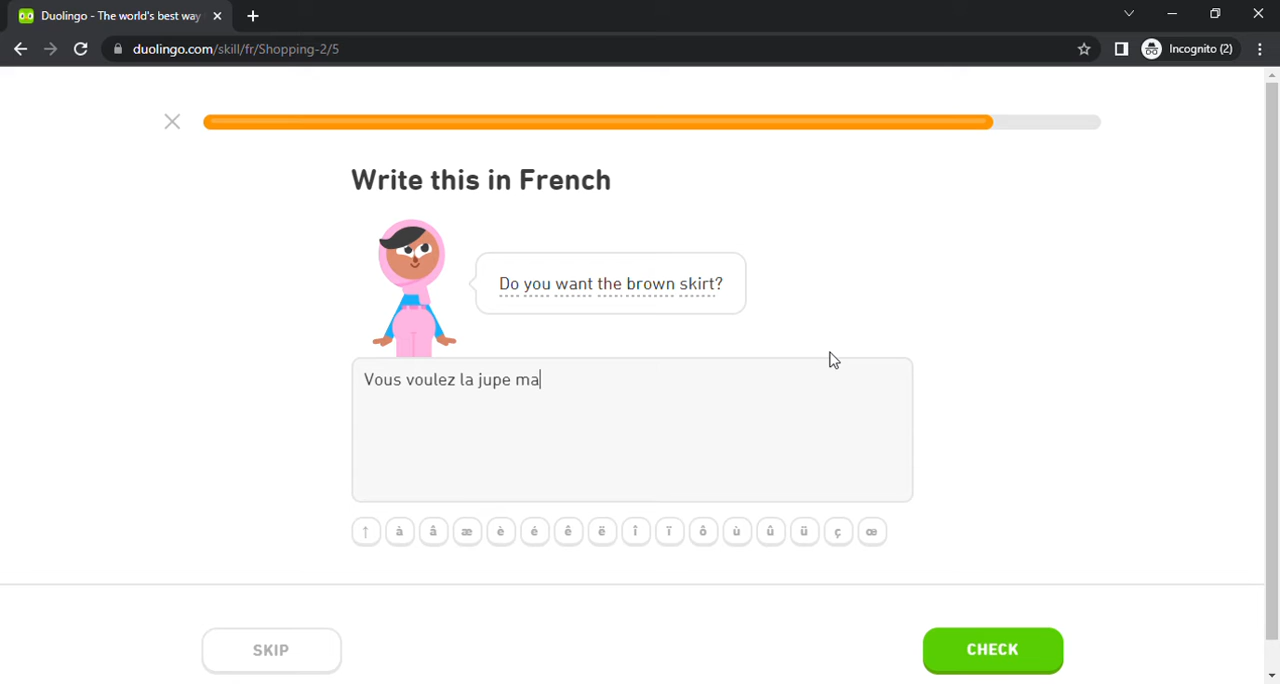 Duolingo - The world's best way
duolingo.com/skill/fr/Shopping-2/5
Incognito (2)
Write this in French
Do you want the brown skirt?
Vous voulez la jupe ma
↑ à â æ è é ê ë î ï ô ù û ü ç œ
SKIP
CHECK